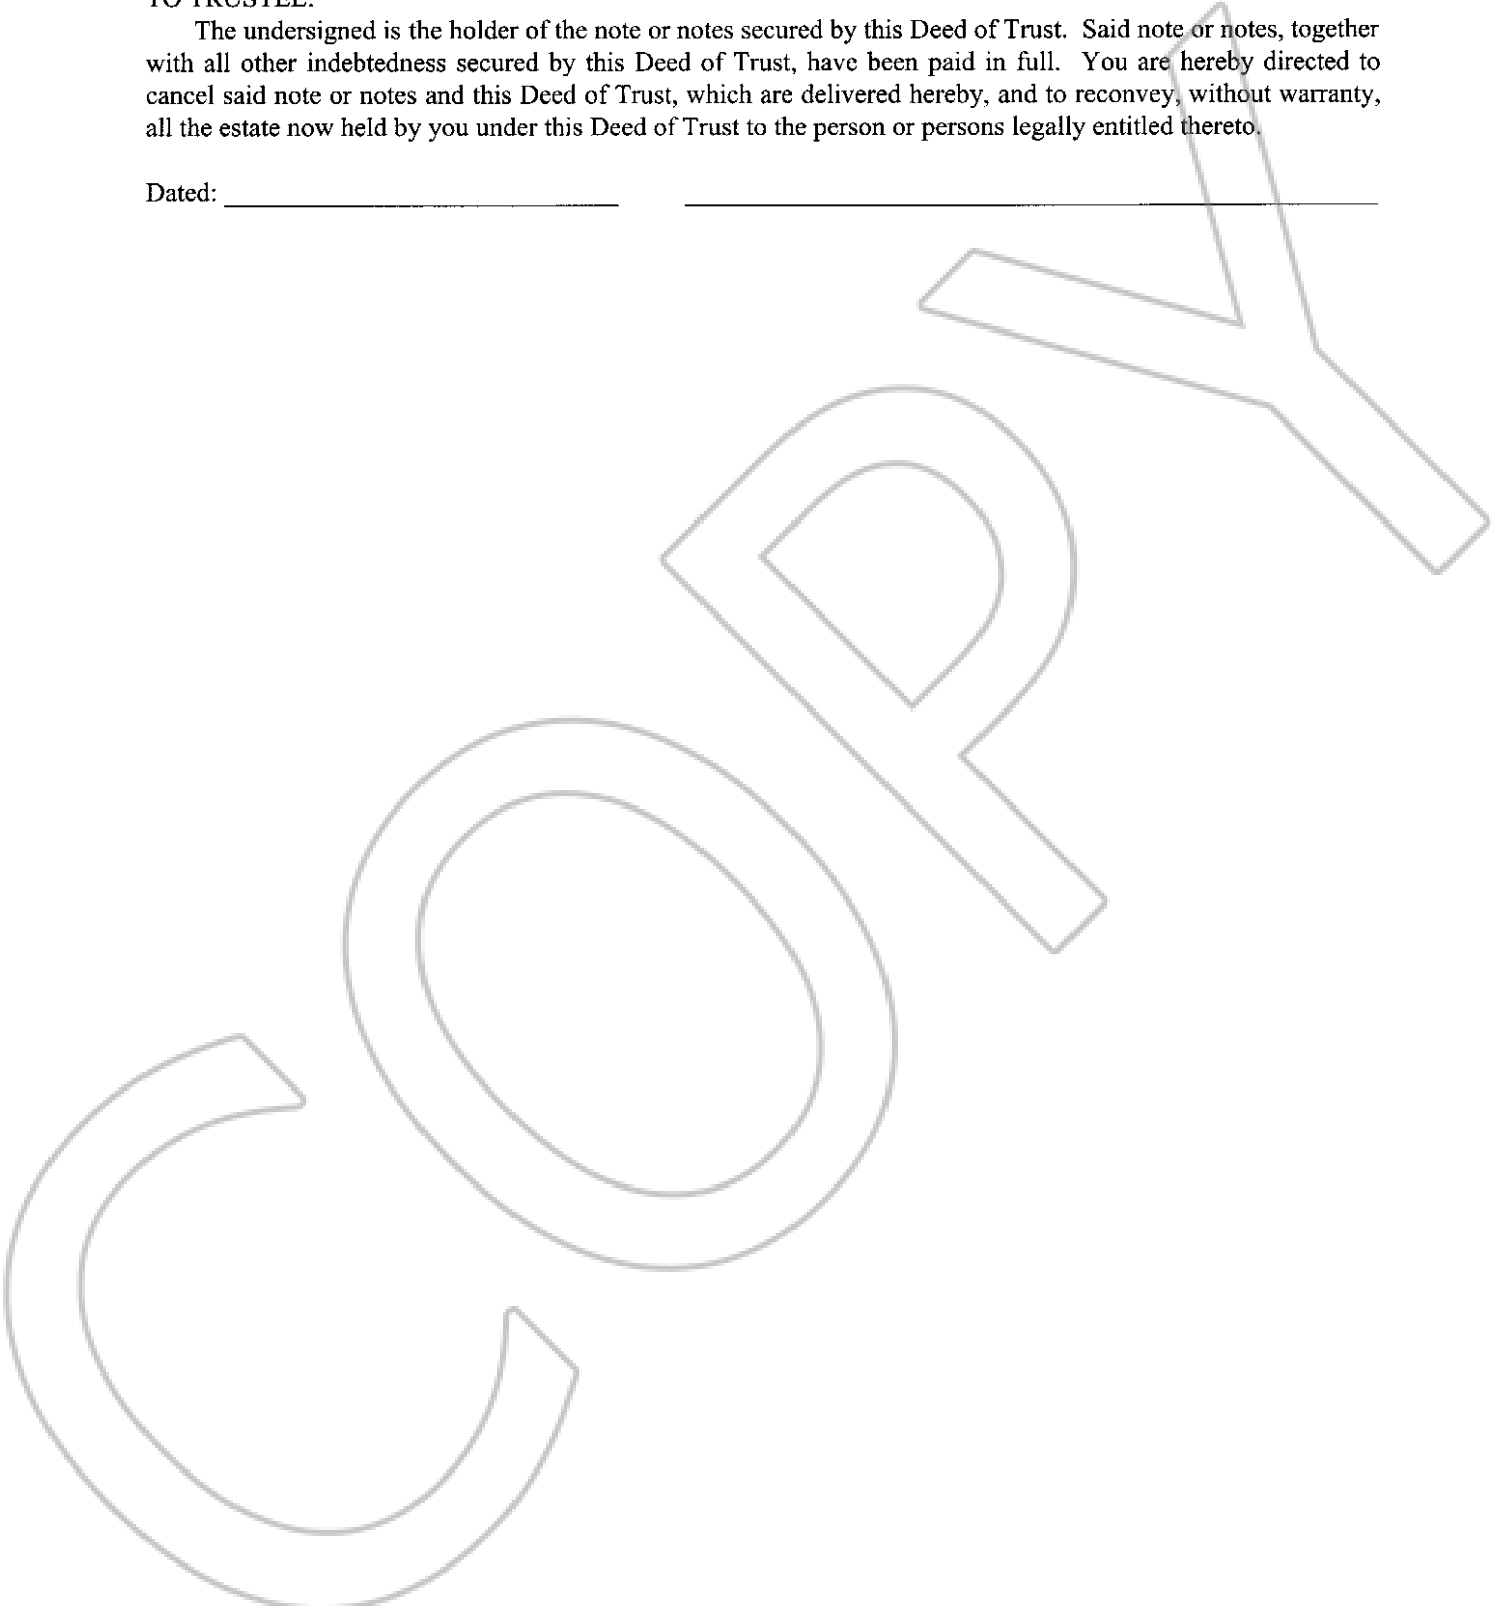 TO TRUSTEE:
The undersigned is the holder of the note or notes secured by this Deed of Trust. Said note or notes, together
with all other indebtedness secured by this Deed of Trust, have been paid in full. You are hereby directed to
cancel said note or notes and this Deed of Trust, which are delivered hereby, and to reconvey, without warranty,
all the estate now held by you under this Deed of Trust to the person or persons legally entitled thereto.
Dated:
COPY